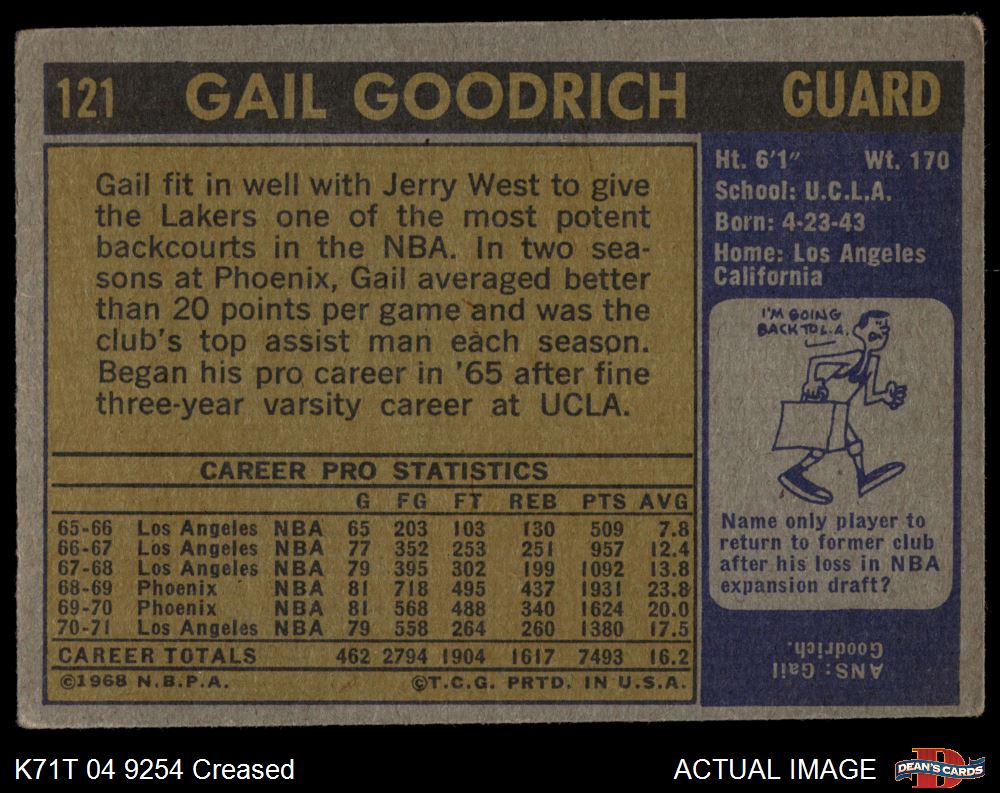 121 GAIL GOODRICH GUARD
Gail fit in well with Jerry West to give
the Lakers one of the most potent
backcourts in the NBA. In two sea-
sons at Phoenix, Gail averaged better
than 20 points per game and was the
club's top assist man each season.
Began his pro career in '65 after fine
three-year varsity career at UCLA.
CAREER PRO STATISTICS
G FG FT REB PTS AVG
65-66 Los Angeles NBA 65 203 103 130 509 7.8
66-67 Los Angeles NBA 77 352 253 251 957 12.4
67-68 Los Angeles NBA 79 395 302 199 1092 13.8
68-69 Phoenix NBA 81 718 495 437 1931 23.8
69-70 Phoenix NBA 81 568 488 340 1624 20.0
70-71 Los Angeles NBA 79 558 264 260 1380 17.5
CAREER TOTALS 462 2794 1904 1617 7493 16.2
©1968 N.B.P.A. ©T.C.G. PRTD. IN U.S.A.
Ht. 6'1" Wt. 170
School: U.C.L.A.
Born: 4-23-43
Home: Los Angeles
California
I'M GOING
BACK TO L.A.
Name only player to
return to former club
after his loss in NBA
expansion draft?
ANS: Gail
Goodrich.
K71T 04 9254 Creased
ACTUAL IMAGE
DEAN'S CARDS